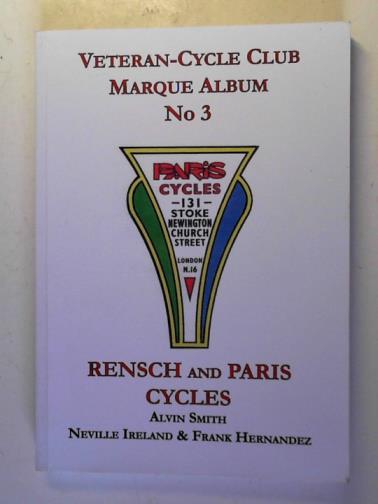 VETERAN-CYCLE CLUB
MARQUE ALBUM
No 3
PARIS
CYCLES
-131-
STOKE
NEWINGTON
CHURCH
STREET
LONDON
N.16
RENSCH AND PARIS
CYCLES
ALVIN SMITH
NEVILLE IRELAND & FRANK HERNANDEZ